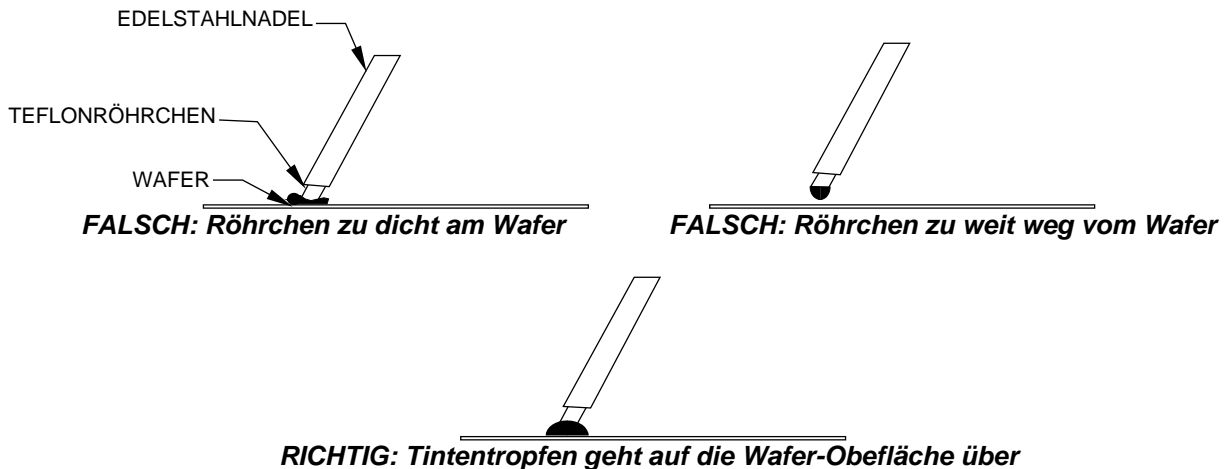 EDELSTAHLNADEL
TEFLONRÖHRCHEN
WAFER
FALSCH: Röhrchen zu dicht am Wafer
FALSCH: Röhrchen zu weit weg vom Wafer
RICHTIG: Tintentropfen geht auf die Wafer-Obefläche über